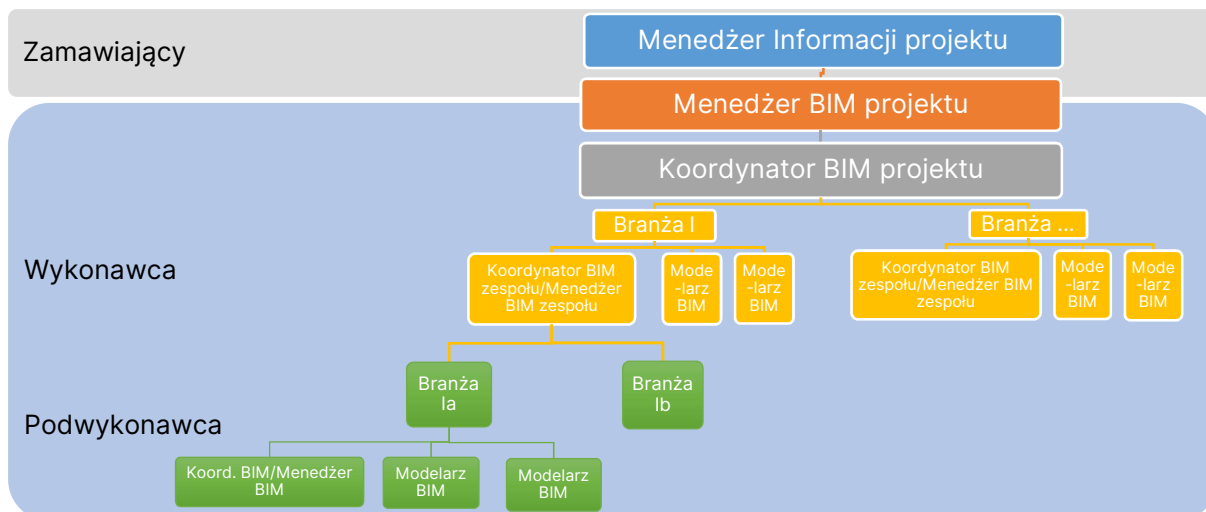 Zamawiający
Menedżer Informacji projektu
Menedżer BIM projektu
Koordynator BIM projektu
Wykonawca
Branża I
Branża ...
Koordynator BIM
zespołu/Menedżer
BIM zespołu
Mode
-larz
BIM
Mode
-larz
BIM
Koordynator BIM
zespołu/Menedżer BIM
zespołu
Mode
-larz
BIM
Mode
-larz
BIM
Podwykonawca
Branża
Ia
Branża
Ib
Koord. BIM/Menedżer
BIM
Modelarz
BIM
Modelarz
BIM